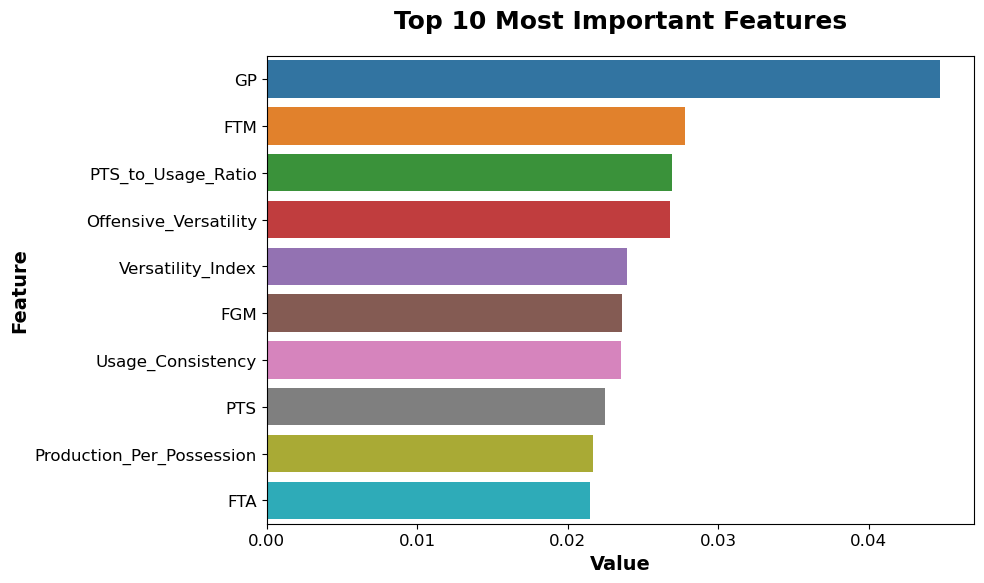 Top 10 Most Important Features
Feature
GP
FTM
PTS_to_Usage_Ratio
Offensive_Versatility
Versatility_Index
FGM
Usage_Consistency
PTS
Production_Per_Possession
FTA
0.00 0.01 0.02 0.03 0.04
Value